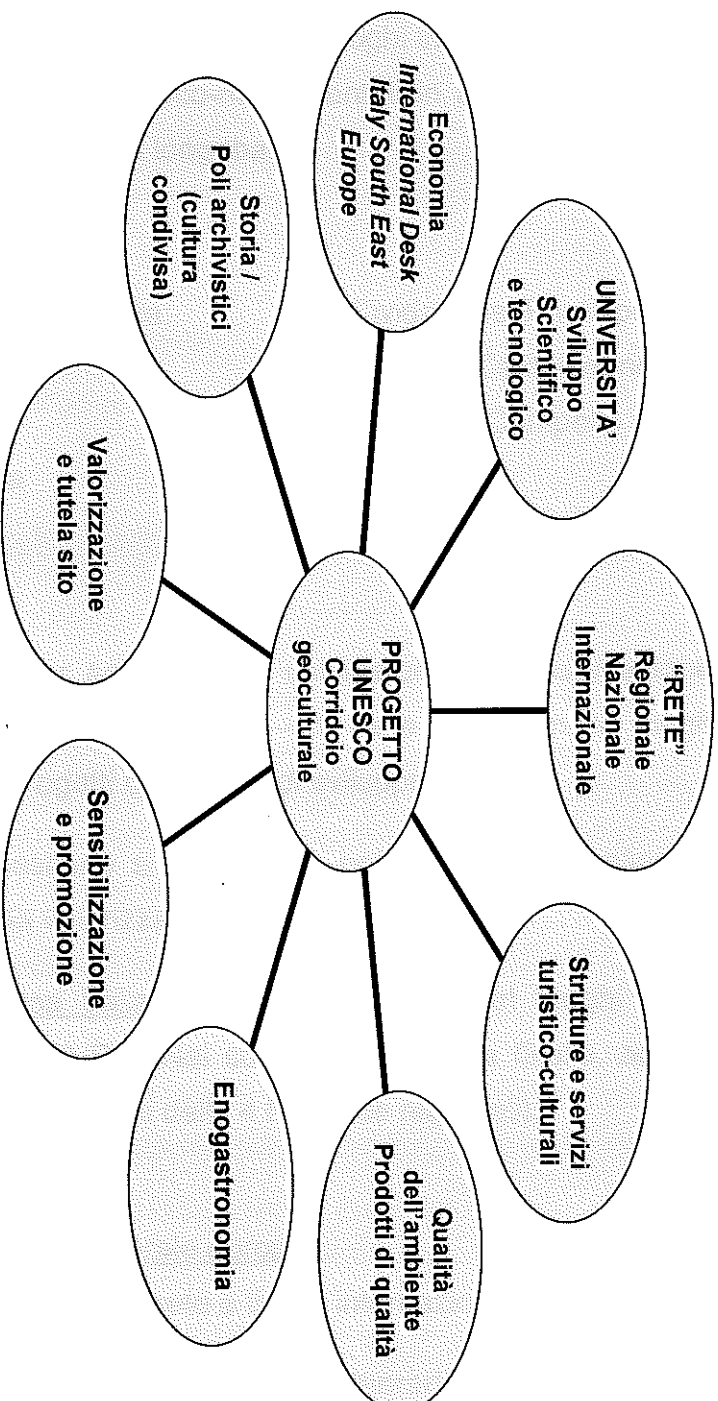 "RETE"
Regionale
Nazionale
Internazionale
UNIVERSITA'
Sviluppo
Scientifico
e tecnologico
Strutture e servizi
turistico-culturali
Economia
International Desk
Italy South East
Europe
Qualità
dell'ambiente
Prodotti di qualità
PROGETTO
UNESCO
Corridoio
geoculturale
Storia /
Poli archivistici
(cultura
condivisa)
Enogastronomia
Valorizzazione
e tutela sito
Sensibilizzazione
e promozione